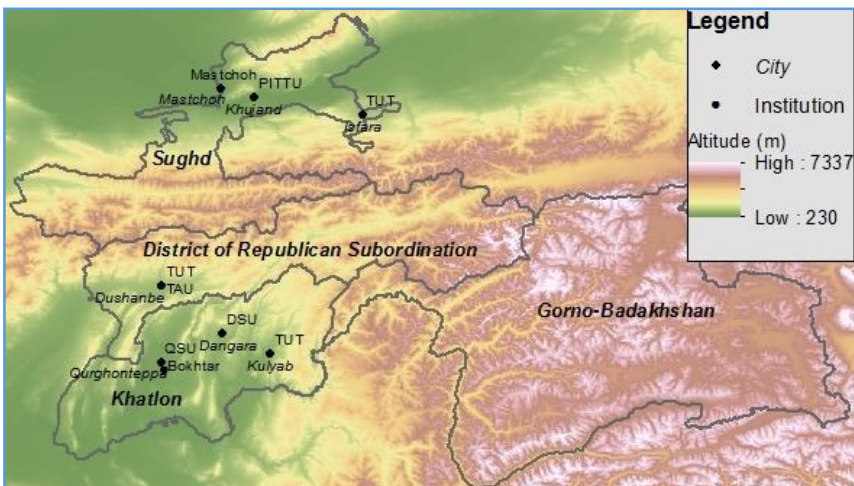 Legend
City
Institution
Altitude (m)
High : 7337
Low : 230
Mastchoh
Mastchoh
PITTU
Khujand
TUT
Isfara
Sughd
District of Republican Subordination
TUT
Dushanbe
TAU
Gorno-Badakhshan
DSU
Dangara
TUT
Kulyab
QSU
Qurghonteppa
Bokhtar
Khatlon